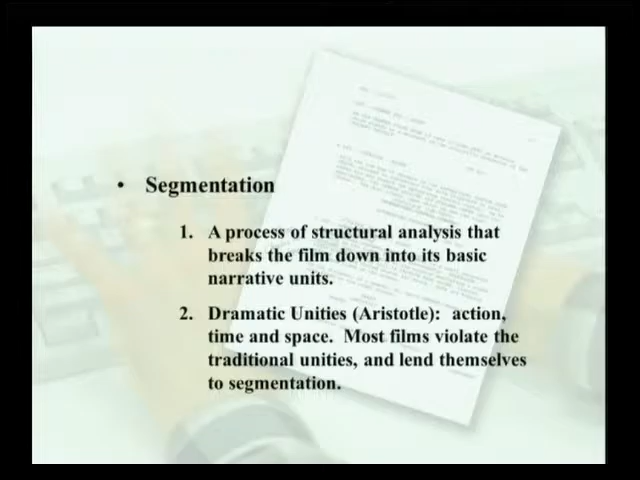 • Segmentation
1. A process of structural analysis that
breaks the film down into its basic
narrative units.
2. Dramatic Unities (Aristotle): action,
time and space. Most films violate the
traditional unities, and lend themselves
to segmentation.